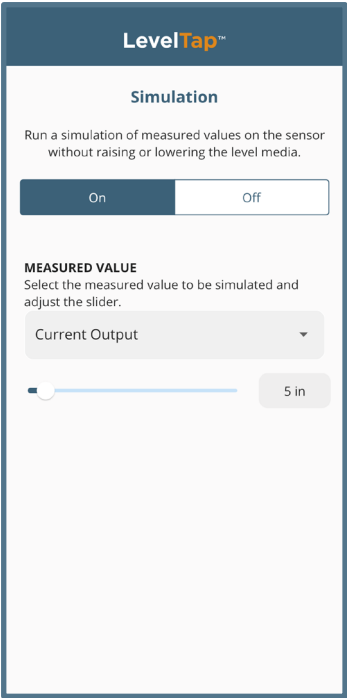 LevelTap™
Simulation
Run a simulation of measured values on the sensor
without raising or lowering the level media.
On
Off
MEASURED VALUE
Select the measured value to be simulated and
adjust the slider.
Current Output
5 in